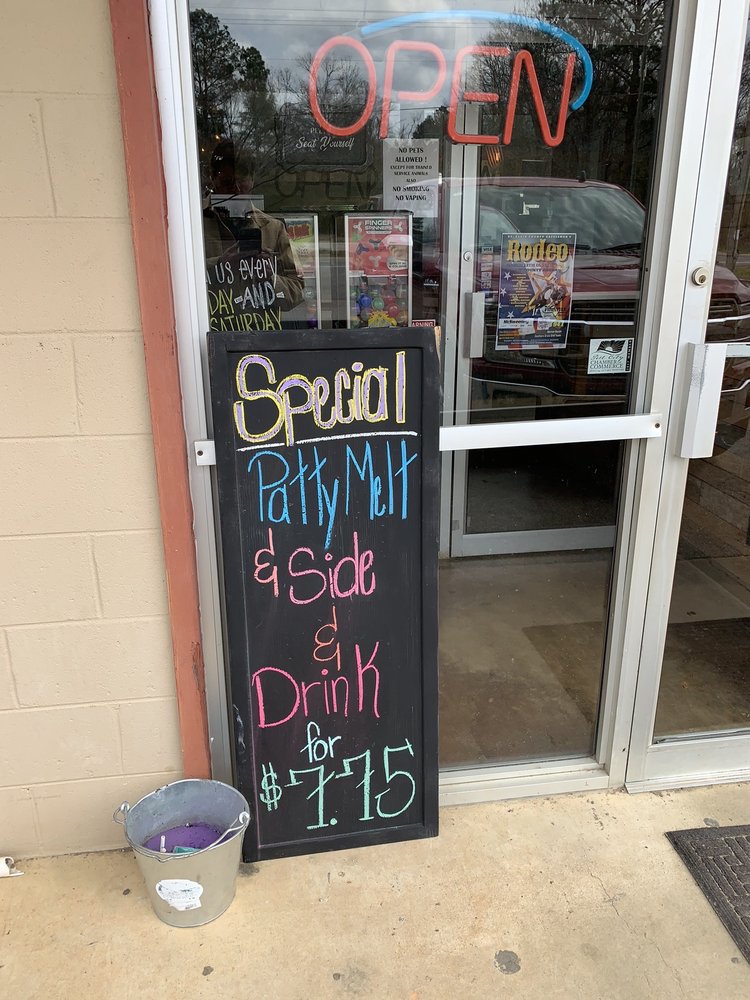 OPEN
Seat Yourself
NO PETS
ALLOWED !
EXCEPT FOR TRAINED
SERVICE ANIMALS
ALSO
NO SMOKING
NO VAPING
FINGER
SPINNERS
Rodeo
US EVERY
DAY -AND-
SATURDAY
CHAMBER OF
COMMERCE
Special
Patty Melt
& Side
&
Drink
for
$7.75